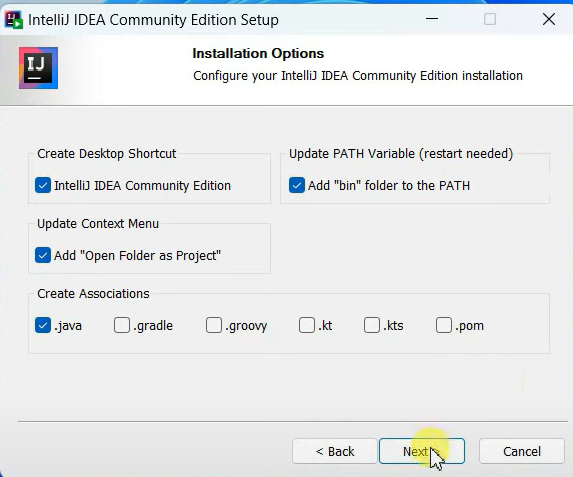 IntelliJ IDEA Community Edition Setup
IJ
Installation Options
Configure your IntelliJ IDEA Community Edition installation
Create Desktop Shortcut
IntelliJ IDEA Community Edition
Update PATH Variable (restart needed)
Add "bin" folder to the PATH
Update Context Menu
Add "Open Folder as Project"
Create Associations
.java .gradle .groovy .kt .kts .pom
< Back Next > Cancel